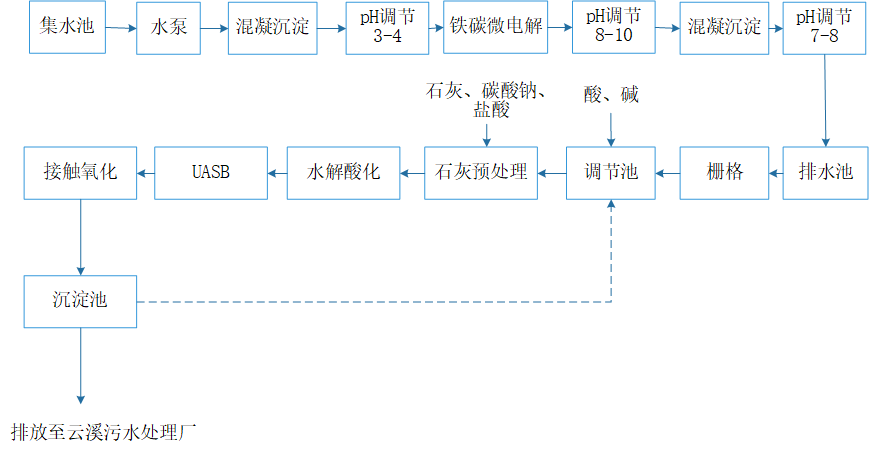 集水池
水泵
混凝沉淀
pH调节
3-4
铁碳微电解
pH调节
8-10
混凝沉淀
pH调节
7-8
石灰、碳酸钠、
盐酸
酸、碱
接触氧化
UASB
水解酸化
石灰预处理
调节池
栅格
排水池
沉淀池
排放至云溪污水处理厂